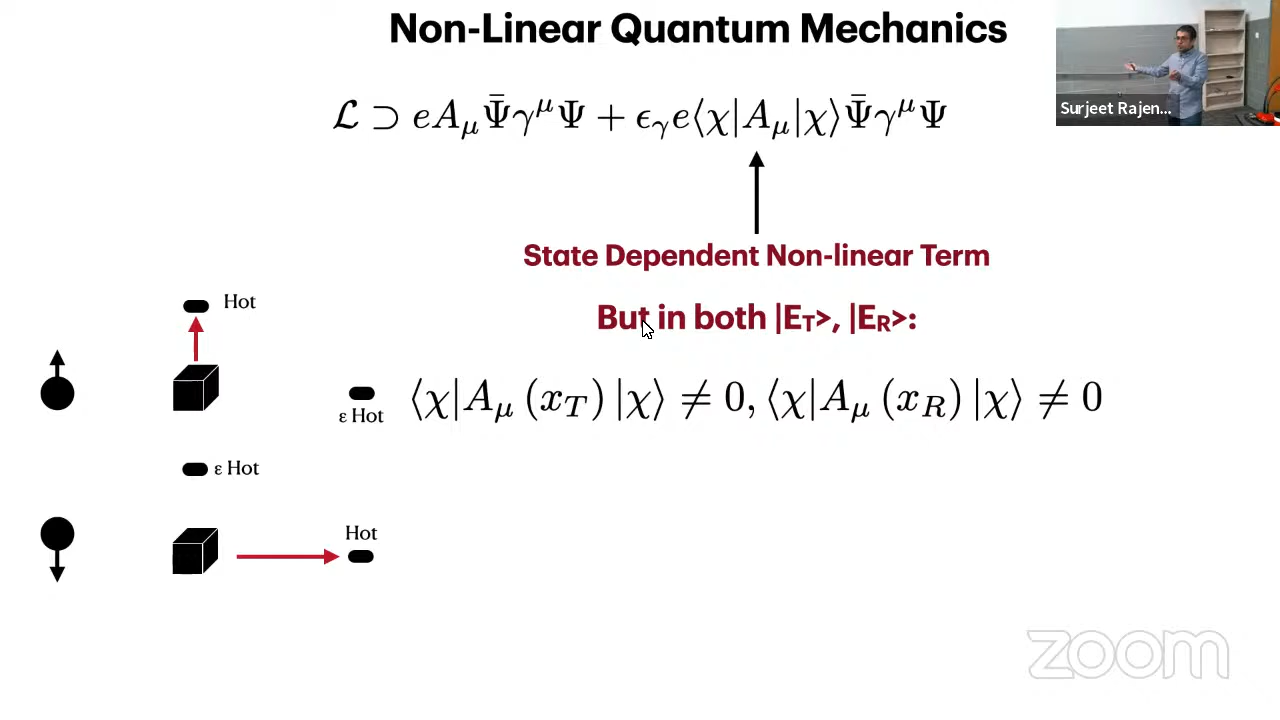 Non-Linear Quantum Mechanics
Surjeet Rajen...
ℒ ⊃ eA_μ Ψ̄γ^μΨ + ϵ_γ e⟨χ|A_μ|χ⟩Ψ̄γ^μΨ
State Dependent Non-linear Term
But in both |E_T>, |E_R>:
Hot
⟨χ|A_μ (x_T) |χ⟩ ≠ 0, ⟨χ|A_μ (x_R) |χ⟩ ≠ 0
ε Hot
ε Hot
Hot
zoom